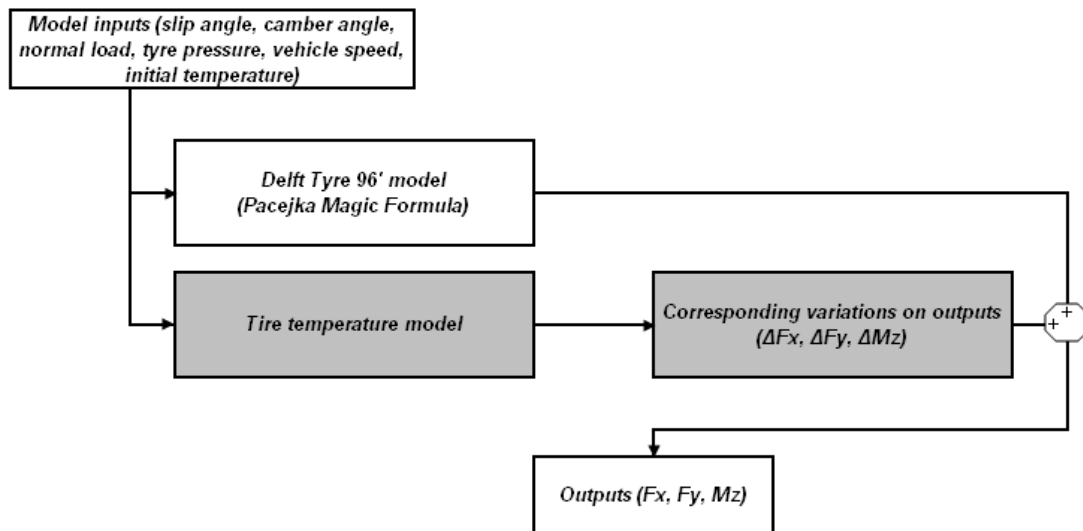 Model inputs (slip angle, camber angle,
normal load, tyre pressure, vehicle speed,
initial temperature)
Delft Tyre 96' model
(Pacejka Magic Formula)
Tire temperature model
Corresponding variations on outputs
(ΔFx, ΔFy, ΔMz)
+
+
Outputs (Fx, Fy, Mz)